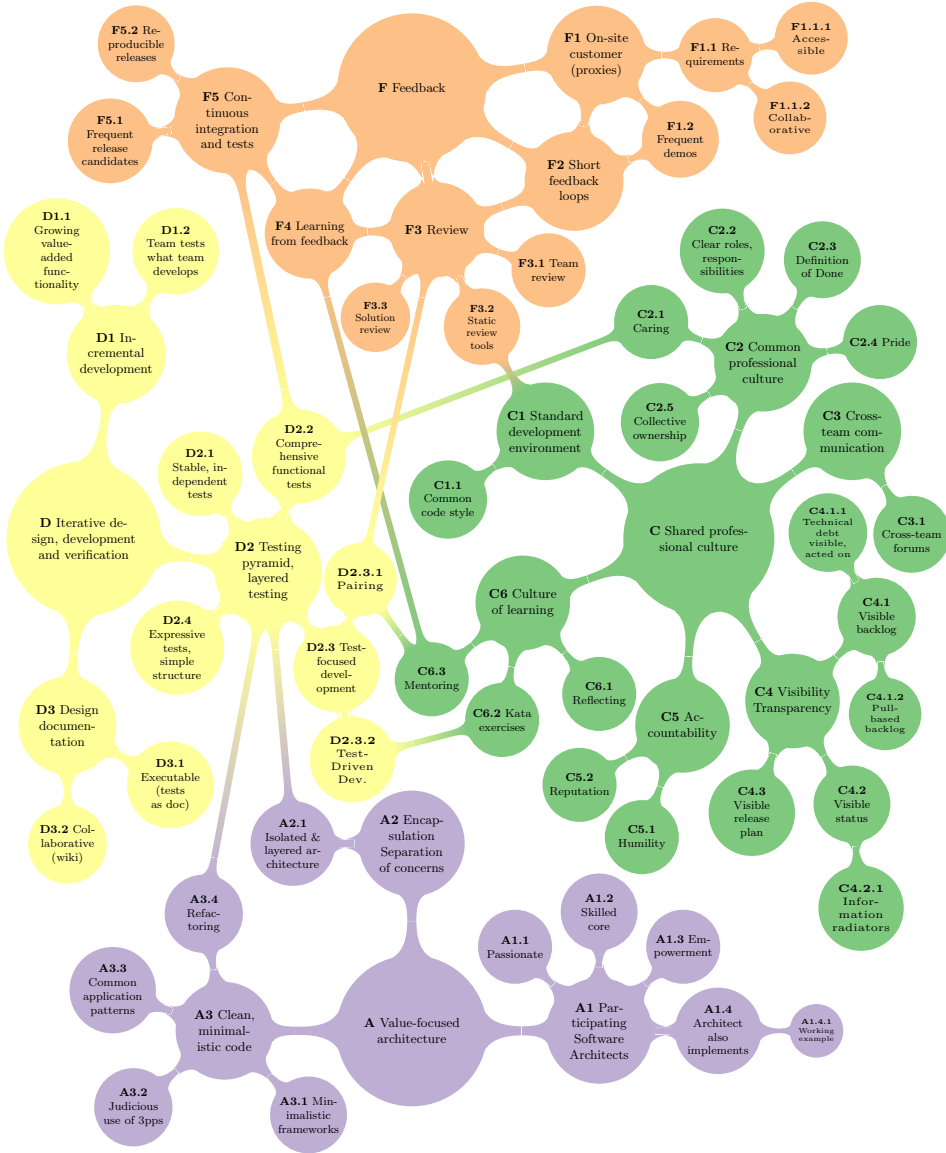 F5.2 Re-
producible
releases
F5.1
Frequent
release
candidates
F5 Con-
tinuous
integration
and tests
F Feedback
F1 On-site
customer
(proxies)
F1.1 Re-
quirements
F1.1.1
Acces-
sible
F1.1.2
Collab-
orative
F1.2
Frequent
demos
F2 Short
feedback
loops
F4 Learning
from feedback
F3 Review
F3.1 Team
review
F3.3
Solution
review
F3.2
Static
review
tools
D1.1
Growing
value-
added
func-
tionality
D1.2
Team tests
what team
develops
D1 In-
cremental
development
D2.1
Stable, in-
dependent
tests
D2.2
Compre-
hensive
functional
tests
D Iterative de-
sign, development
and verification
D2 Testing
pyramid,
layered
testing
D2.3.1
Pairing
D2.4
Expressive
tests,
simple
structure
D2.3 Test-
focused
devel-
opment
D2.3.2
Test-
Driven
Dev.
D3 Design
documen-
tation
D3.1
Executable
(tests
as doc)
D3.2 Col-
laborative
(wiki)
C2.2
Clear roles,
respon-
sibilities
C2.3
Definition
of Done
C2.1
Caring
C2 Common
professional
culture
C2.4 Pride
C2.5
Collective
ownership
C1 Standard
development
environment
C1.1
Common
code style
C3 Cross-
team com-
munication
C3.1
Cross-team
forums
C Shared profes-
sional culture
C4.1.1
Technical
debt
visible,
acted on
C4.1
Visible
backlog
C4.1.2
Pull-
based
backlog
C6 Culture
of learning
C6.3
Mentoring
C6.1
Reflecting
C6.2 Kata
exercises
C5 Ac-
countability
C5.2
Reputation
C5.1
Humility
C4 Visibility
Transparency
C4.3
Visible
release
plan
C4.2
Visible
status
C4.2.1
Infor-
mation
radiators
A2.1
Isolated &
layered ar-
chitecture
A2 Encap-
sulation
Separation
of concerns
A3.4
Refac-
toring
A3.3
Common
application
patterns
A3 Clean,
minimal-
istic code
A3.2
Judicious
use of 3pps
A3.1 Min-
imalistic
frameworks
A Value-focused
architecture
A1.1
Passionate
A1.2
Skilled
core
A1.3 Em-
powerment
A1 Par-
ticipating
Software
Architects
A1.4
Architect
also
implements
A1.4.1
Working
example